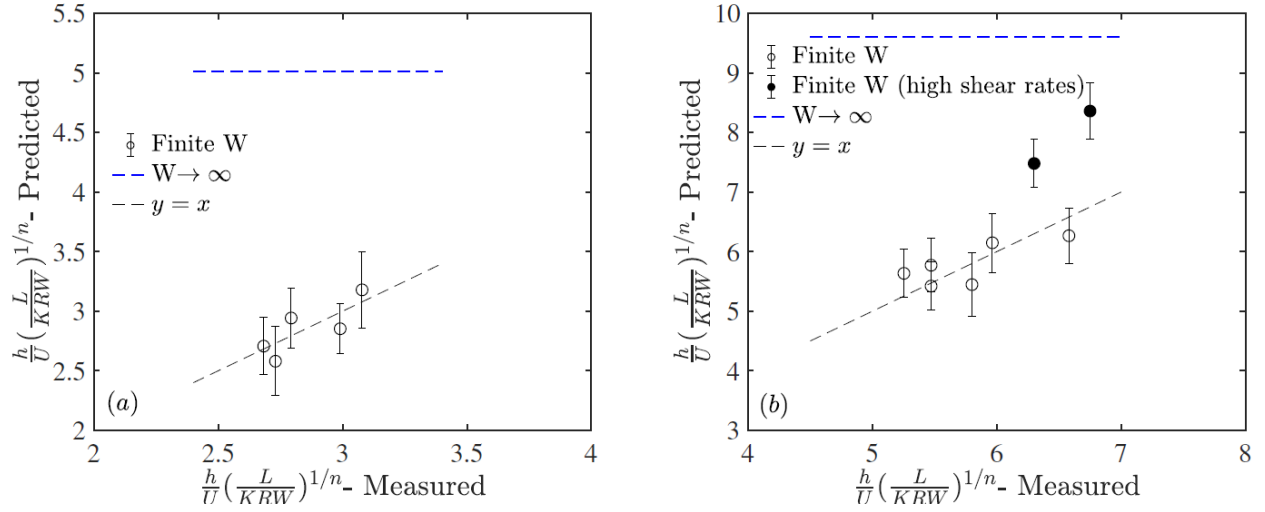 5.5
5
4.5
4
3.5
3
2.5
2
2
2.5
3
3.5
4
Finite W
W→ ∞
y = x
(a)
h/U (L/KRW)^{1/n}- Predicted
h/U (L/KRW)^{1/n}- Measured
10
9
8
7
6
5
4
3
4
5
6
7
8
Finite W
Finite W (high shear rates)
W→ ∞
y = x
(b)
h/U (L/KRW)^{1/n}- Predicted
h/U (L/KRW)^{1/n}- Measured